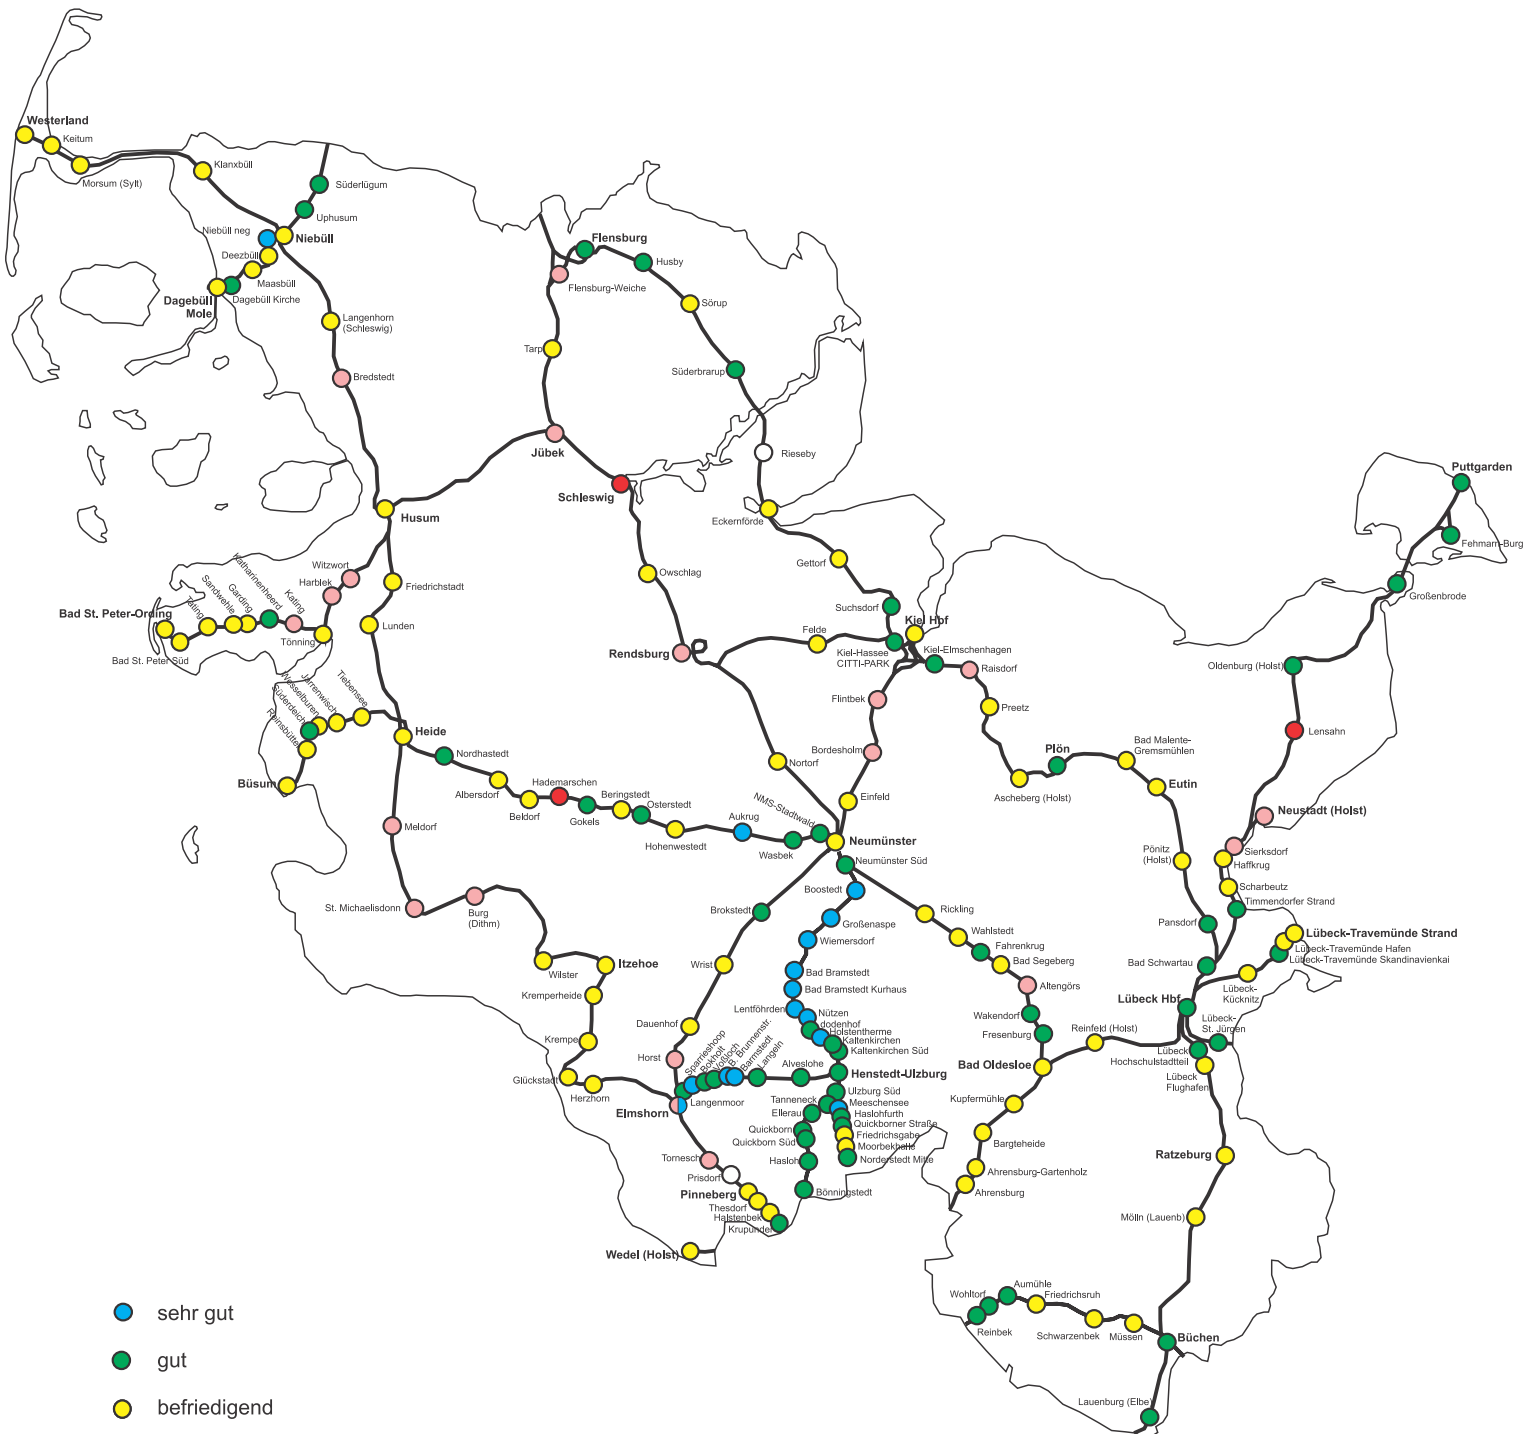 Westerland
Keitum
Morsum (Sylt)
Klanxbüll
Süderlügum
Uphusum
Niebüll neg
Niebüll
Deezbüll
Maasbüll
Dagebüll
Mole
Dagebüll Kirche
Langenhorn
(Schleswig)
Bredstedt
Flensburg
Husby
Flensburg-Weiche
Sörup
Tarp
Süderbrarup
Jübek
Rieseby
Schleswig
Husum
Eckernförde
Puttgarden
Fehmarn-Burg
Großenbrode
Witzwort
Harblek
Friedrichstadt
Owschlag
Gettorf
Katharinenheerd
Sandwehle
Garding
Kating
Tating
Bad St. Peter-Ording
Bad St. Peter Süd
Tönning
Lunden
Suchsdorf
Kiel Hbf
Felde
Kiel-Hassee
CITTI-PARK
Kiel-Elmschenhagen
Raisdorf
Rendsburg
Oldenburg (Holst)
Flintbek
Preetz
Tiebensee
Jarrenwisch
Wesselburen
Süderdeich
Reinsbüttel
Büsum
Heide
Nordhastedt
Bordesholm
Nortorf
Plön
Bad Malente-
Gremsmühlen
Lensahn
Ascheberg (Holst)
Eutin
Albersdorf
Beldorf
Hademarschen
Gokels
Beringstedt
Osterstedt
Hohenwestedt
Aukrug
Wasbek
NMS-Stadtwald
Einfeld
Neumünster
Neumünster Süd
Neustadt (Holst)
Sierksdorf
Haffkrug
Scharbeutz
Timmendorfer Strand
Pönitz
(Holst)
Meldorf
St. Michaelisdonn
Burg
(Dithm)
Boostedt
Brokstedt
Großenaspe
Rickling
Wiemersdorf
Wahlstedt
Fahrenkrug
Bad Segeberg
Pansdorf
Lübeck-Travemünde Strand
Lübeck-Travemünde Hafen
Lübeck-Travemünde Skandinavienkai
Bad Schwartau
Lübeck-
Kücknitz
Wilster
Itzehoe
Wrist
Bad Bramstedt
Bad Bramstedt Kurhaus
Altengörs
Kremperheide
Lentföhrden
Nützen
dodenhof
Holstentherme
Kaltenkirchen
Kaltenkirchen Süd
Wakendorf
Fresenburg
Lübeck Hbf
Lübeck-
St. Jürgen
Reinfeld (Holst)
Lübeck
Hochschulstadtteil
Lübeck
Flughafen
Dauenhof
Krempe
Horst
Sparrieshoop
Bokholt
Voßloch
B. Brunnenstr.
Barmstedt
Langeln
Alveslohe
Henstedt-Ulzburg
Bad Oldesloe
Glückstadt
Herzhorn
Elmshorn
Langenmoor
Ulzburg Süd
Tanneneck
Meeschensee
Ellerau
Haslohfurth
Quickborner Straße
Quickborn
Friedrichsgabe
Quickborn Süd
Moorbekhalle
Hasloh
Norderstedt Mitte
Bönningstedt
Kupfermühle
Bargteheide
Ahrensburg-Gartenholz
Ahrensburg
Ratzeburg
Tornesch
Prisdorf
Pinneberg
Thesdorf
Halstenbek
Krupunder
Wedel (Holst)
Mölln (Lauenb)
Aumühle
Wohltorf
Friedrichsruh
Reinbek
Schwarzenbek
Müssen
Büchen
Lauenburg (Elbe)
sehr gut
gut
befriedigend